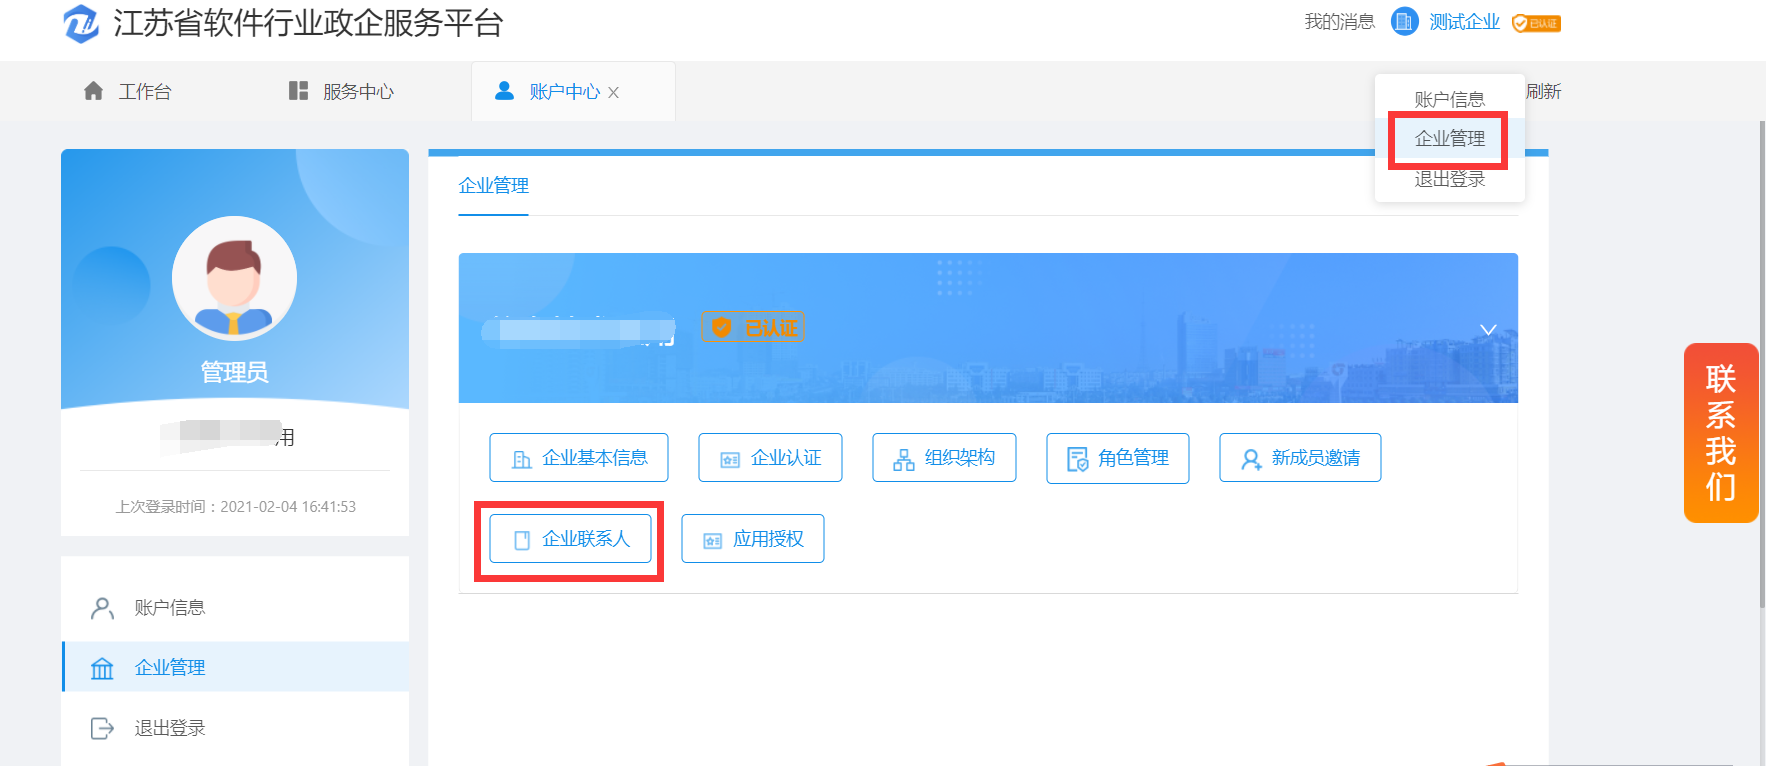 江苏省软件行业政企服务平台
我的消息
测试企业
已认证
工作台
服务中心
账户中心 X
刷新
账户信息
企业管理
退出登录
管理员
用
上次登录时间：2021-02-04 16:41:53
账户信息
企业管理
退出登录
企业管理
已认证
企业基本信息
企业认证
组织架构
角色管理
新成员邀请
企业联系人
应用授权
联系我们